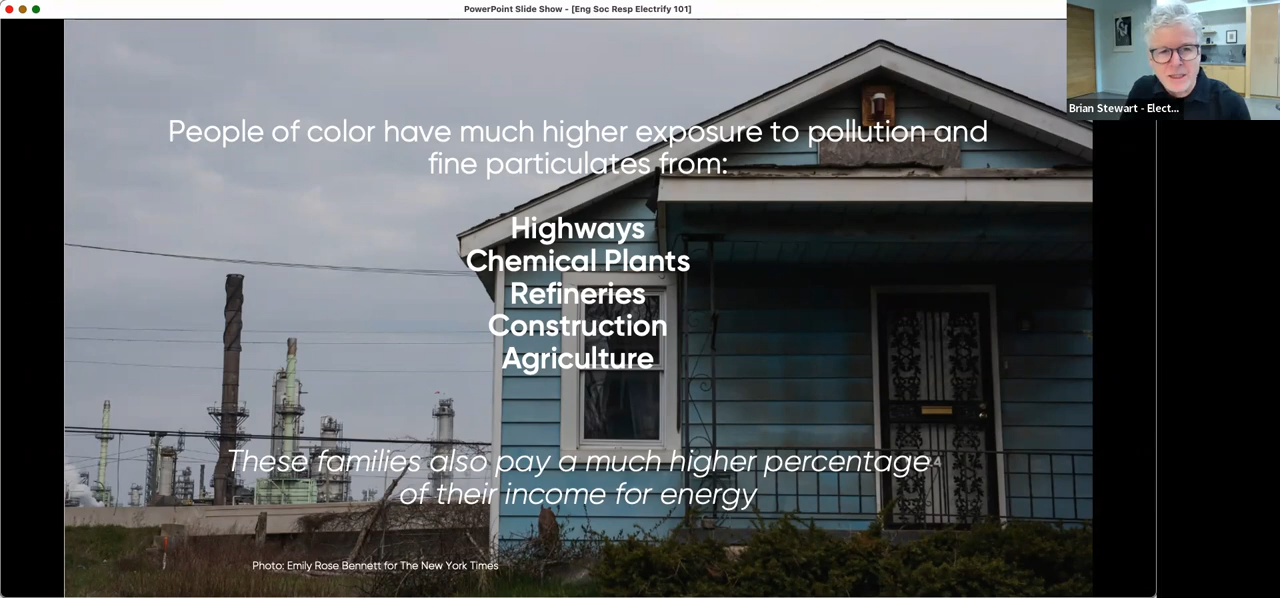 PowerPoint Slide Show - [Eng Soc Resp Electrify 101]
Brian Stewart - Elect...
People of color have much higher exposure to pollution and
fine particulates from:
Highways
Chemical Plants
Refineries
Construction
Agriculture
These families also pay a much higher percentage
of their income for energy
4
Photo: Emily Rose Bennett for The New York Times